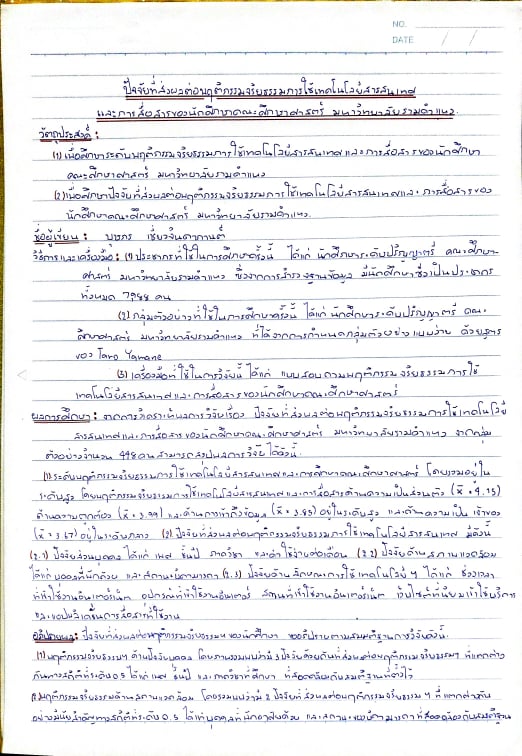 NO.
DATE / /
ปัจจัยที่ส่งผลต่อพฤติกรรมจริยธรรมการใช้เทคโนโลยีสารสนเทศ
และการสื่อสารของนักศึกษาคณะศึกษาศาสตร์ มหาวิทยาลัยรามคำแหง.
วัตถุประสงค์ :
(1) เพื่อศึกษาระดับพฤติกรรมจริยธรรมการใช้เทคโนโลยีสารสนเทศและการสื่อสารของนักศึกษา
คณะศึกษาศาสตร์ มหาวิทยาลัยรามคำแหง
(2) เพื่อศึกษาปัจจัยที่ส่งผลต่อพฤติกรรมจริยธรรมการใช้เทคโนโลยีสารสนเทศและ การสื่อสารของ
นักศึกษาคณะศึกษาศาสตร์ มหาวิทยาลัยรามคำแหง.
ชื่อผู้เขียน : บุษกร เชี่ยวจินดากานต์
วิธีการและเครื่องมือ : (1) ประชากรที่ใช้ในการศึกษาครั้งนี้ ได้แก่ นักศึกษาระดับปริญญาตรี คณะศึกษา-
ศาสตร์ มหาวิทยาลัยรามคำแหง ซึ่งจากการสำรวจฐานข้อมูล มีนักศึกษาซึ่งเป็นประชากร
ทั้งหมด 7,988 คน
(2) กลุ่มตัวอย่างที่ใช้ในการศึกษาครั้งนี้ ได้แก่ นักศึกษาระดับปริญญาตรี คณะ
ศึกษาศาสตร์ มหาวิทยาลัยรามคำแหง ที่ได้จากการกำหนดกลุ่มตัวอย่างแบบง่าย ด้วยสูตร
ของ Taro Yamane
(3) เครื่องมือที่ใช้ในการวิจัยนี้ ได้แก่ แบบสอบถามพฤติกรรมจริยธรรมการใช้
เทคโนโลยีสารสนเทศและ การสื่อสารของนักศึกษาคณะศึกษาศาสตร์
ผลการศึกษา : จากการวิเคราะห์ผลการวิจัยเรื่อง ปัจจัยที่ส่งผลต่อพฤติกรรมจริยธรรมการใช้เทคโนโลยี
สารสนเทศและการสื่อสารของนักศึกษาคณะศึกษาศาสตร์ มหาวิทยาลัยรามคำแหง จากกลุ่ม
ตัวอย่างจำนวน 448 คน สามารถสรุปผลการวิจัย ได้ดังนี้
(1) ระดับพฤติกรรมจริยธรรมการใช้เทคโนโลยีสารสนเทศและการศึกษาคณะศึกษาศาสตร์ โดยรวมอยู่ใน
ระดับสูง โดยพฤติกรรมจริยธรรมการใช้เทคโนโลยีสารสนเทศและการสื่อสารด้านความเป็นส่วนตัว (x̄ = 4.15)
ด้านความถูกต้อง (x̄ = 3.99) และด้านการเข้าถึงข้อมูล (x̄ = 3.85) อยู่ในระดับสูง และด้านความเป็นเจ้าของ
(x̄ = 3.67) อยู่ในระดับกลาง (2) ปัจจัยที่ส่งผลต่อพฤติกรรมจริยธรรมการใช้เทคโนโลยีสารสนเทศ มีดังนี้
(2.1) ปัจจัยส่วนบุคคล ได้แก่ เพศ ชั้นปี ภาควิชา และค่าใช้จ่ายต่อเดือน (2.2) ปัจจัยด้านสภาพแวดล้อม
ได้แก่ บุคคลที่พักด้วย และสถานะบิดามารดา (2.3) ปัจจัยด้านลักษณะการใช้เทคโนโลยีฯ ได้แก่ ช่วงเวลา
ที่เข้าใช้งานอินเตอร์เน็ต อุปกรณ์ที่เข้าใช้งานอินเตอร์เน็ต สถานที่เข้าใช้งานอินเตอร์เน็ต เว็บไซต์ที่นิยมเข้าใช้บริการ
และแอปพลิเคชั่นการสื่อสารที่ใช้งาน
อภิปรายผล : ปัจจัยที่ส่งผลต่อพฤติกรรมจริยธรรมฯ ของนักศึกษา ขออภิปรายตามสมมติฐานการวิจัยดังนี้.
(1) พฤติกรรมจริยธรรมฯ ด้านปัจจัยบุคคล โดยภาพรวมพบว่ามี 3 ปัจจัยด้วยกันที่ส่งผลต่อพฤติกรรมจริยธรรมฯ ที่แตกต่าง
กันทางสถิติที่ระดับ 0.5 ได้แก่ เพศ ชั้นปี และภาควิชาที่ศึกษา ที่สอดคล้องกับสมมติฐานที่ตั้งไว้
(2) พฤติกรรมจริยธรรมด้านสภาพแวดล้อม โดยรวมพบว่ามี 2 ปัจจัยที่ส่งผลต่อพฤติกรรมจริยธรรมฯ ที่แตกต่างกัน
อย่างมีนัยสำคัญทางสถิติที่ระดับ 0.5 ได้แก่ บุคคลที่พักอาศัยด้วย และสถานะของบิดามารดา ที่สอดคล้องกับสมมติฐาน